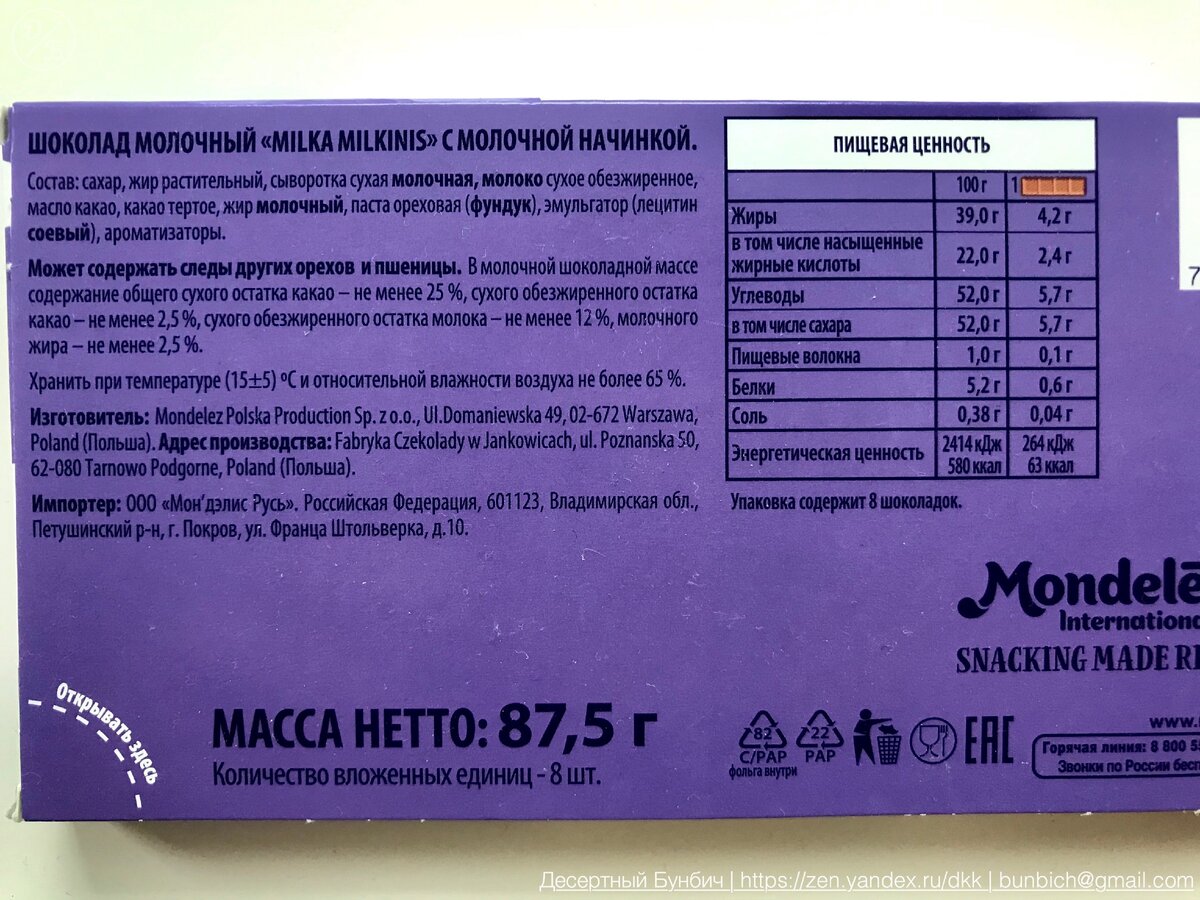 ШОКОЛАД МОЛОЧНЫЙ «MILKA MILKINIS» С МОЛОЧНОЙ НАЧИНКОЙ.
Состав: сахар, жир растительный, сыворотка сухая молочная, молоко сухое обезжиренное,
масло какао, какао тертое, жир молочный, паста ореховая (фундук), эмульгатор (лецитин
соевый), ароматизаторы.
Может содержать следы других орехов и пшеницы. В молочной шоколадной массе
содержание общего сухого остатка какао – не менее 25 %, сухого обезжиренного остатка
какао – не менее 2,5 %, сухого обезжиренного остатка молока – не менее 12 %, молочного
жира – не менее 2,5 %.
Хранить при температуре (15±5) ºC и относительной влажности воздуха не более 65 %.
Изготовитель: Mondelez Polska Production Sp. z o.o., Ul.Domaniewska 49, 02-672 Warszawa,
Poland (Польша). Адрес производства: Fabryka Czekolady w Jankowicach, ul. Poznanska 50,
62-080 Tarnowo Podgorne, Poland (Польша).
Импортер: ООО «Мон'дэлис Русь». Российская Федерация, 601123, Владимирская обл.,
Петушинский р-н, г. Покров, ул. Франца Штольверка, д.10.
ПИЩЕВАЯ ЦЕННОСТЬ
100 г 1
Жиры 39,0 г 4,2 г
в том числе насыщенные
жирные кислоты 22,0 г 2,4 г
Углеводы 52,0 г 5,7 г
в том числе сахара 52,0 г 5,7 г
Пищевые волокна 1,0 г 0,1 г
Белки 5,2 г 0,6 г
Соль 0,38 г 0,04 г
Энергетическая ценность 2414 кДж 264 кДж
580 ккал 63 ккал
Упаковка содержит 8 шоколадок.
7
Mondelē
International
SNACKING MADE RI
Открывать здесь
МАССА НЕТТО: 87,5 г
Количество вложенных единиц - 8 шт.
82 22
C/PAP PAP
фольга внутри
EAC
www.
Горячая линия: 8 800 5
Звонки по России бесп
Десертный Бунбич | https://zen.yandex.ru/dkk | bunbich@gmail.com